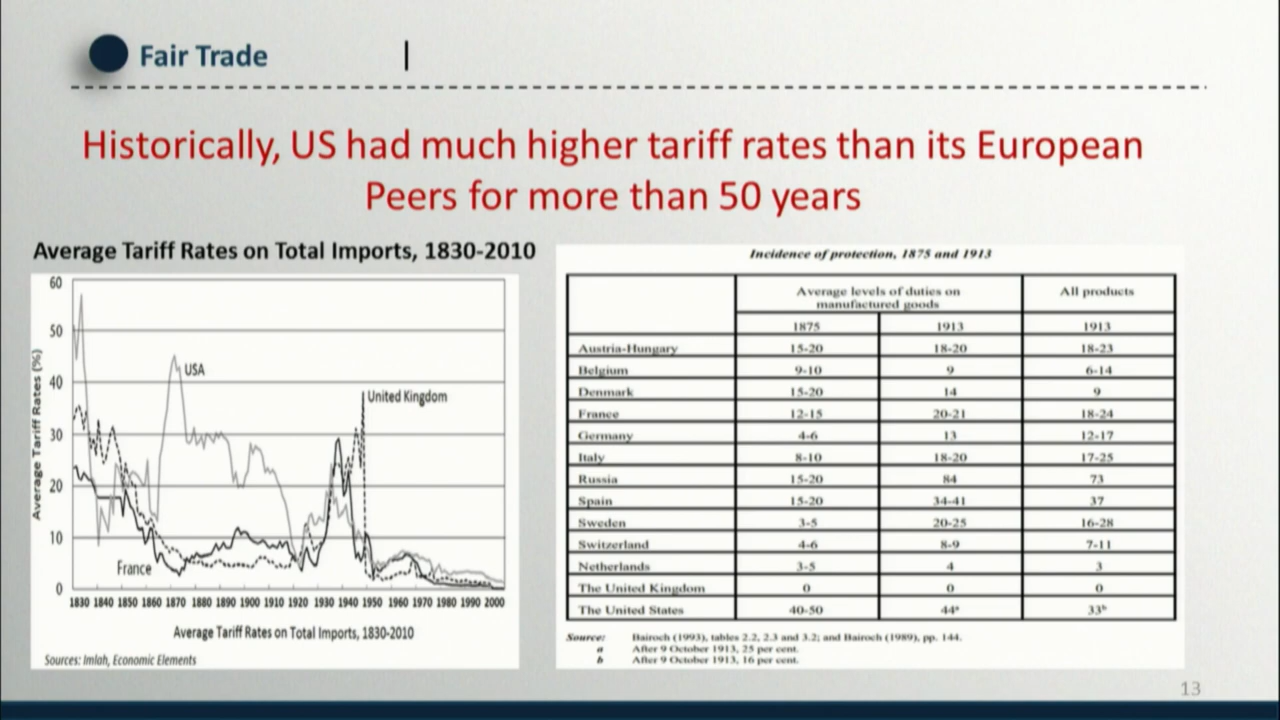 Fair Trade
Historically, US had much higher tariff rates than its European
Peers for more than 50 years
Average Tariff Rates on Total Imports, 1830-2010
60
50
40
30
20
10
0
Average Tariff Rates (%)
USA
United Kingdom
France
1830 1840 1850 1860 1870 1880 1890 1900 1910 1920 1930 1940 1950 1960 1970 1980 1990 2000
Average Tariff Rates on Total Imports, 1830-2010
Sources: Imlah, Economic Elements
Incidence of protection, 1875 and 1913
Average levels of duties on All products
manufactured goods
1875 1913 1913
Austria-Hungary 15-20 18-20 18-23
Belgium 9-10 9 6-14
Denmark 15-20 14 9
France 12-15 20-21 18-24
Germany 4-6 13 12-17
Italy 8-10 18-20 17-25
Russia 15-20 84 73
Spain 15-20 34-41 37
Sweden 3-5 20-25 16-28
Switzerland 4-6 8-9 7-11
Netherlands 3-5 4 3
The United Kingdom 0 0 0
The United States 40-50 44ᵃ 33ᵇ
Source: Bairoch (1993), tables 2.2, 2.3 and 3.2; and Bairoch (1989), pp. 144.
a After 9 October 1913, 25 per cent.
b After 9 October 1913, 16 per cent.
13